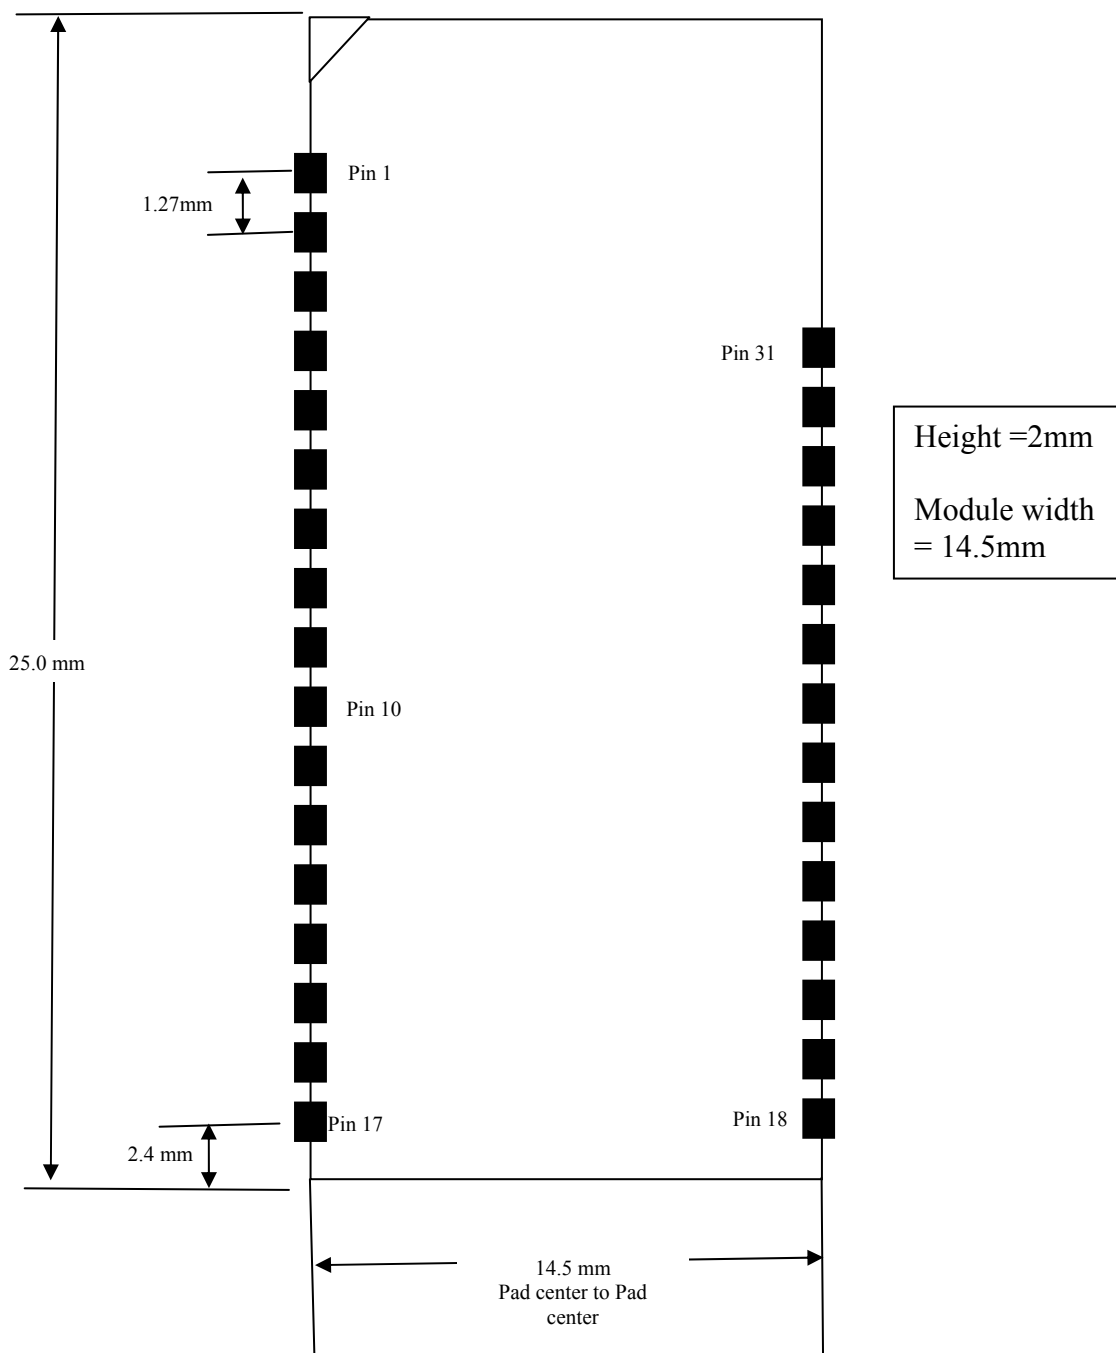 Pin 1
1.27mm
Pin 31
Height =2mm
Module width
= 14.5mm
25.0 mm
Pin 10
Pin 17
Pin 18
2.4 mm
14.5 mm
Pad center to Pad
center